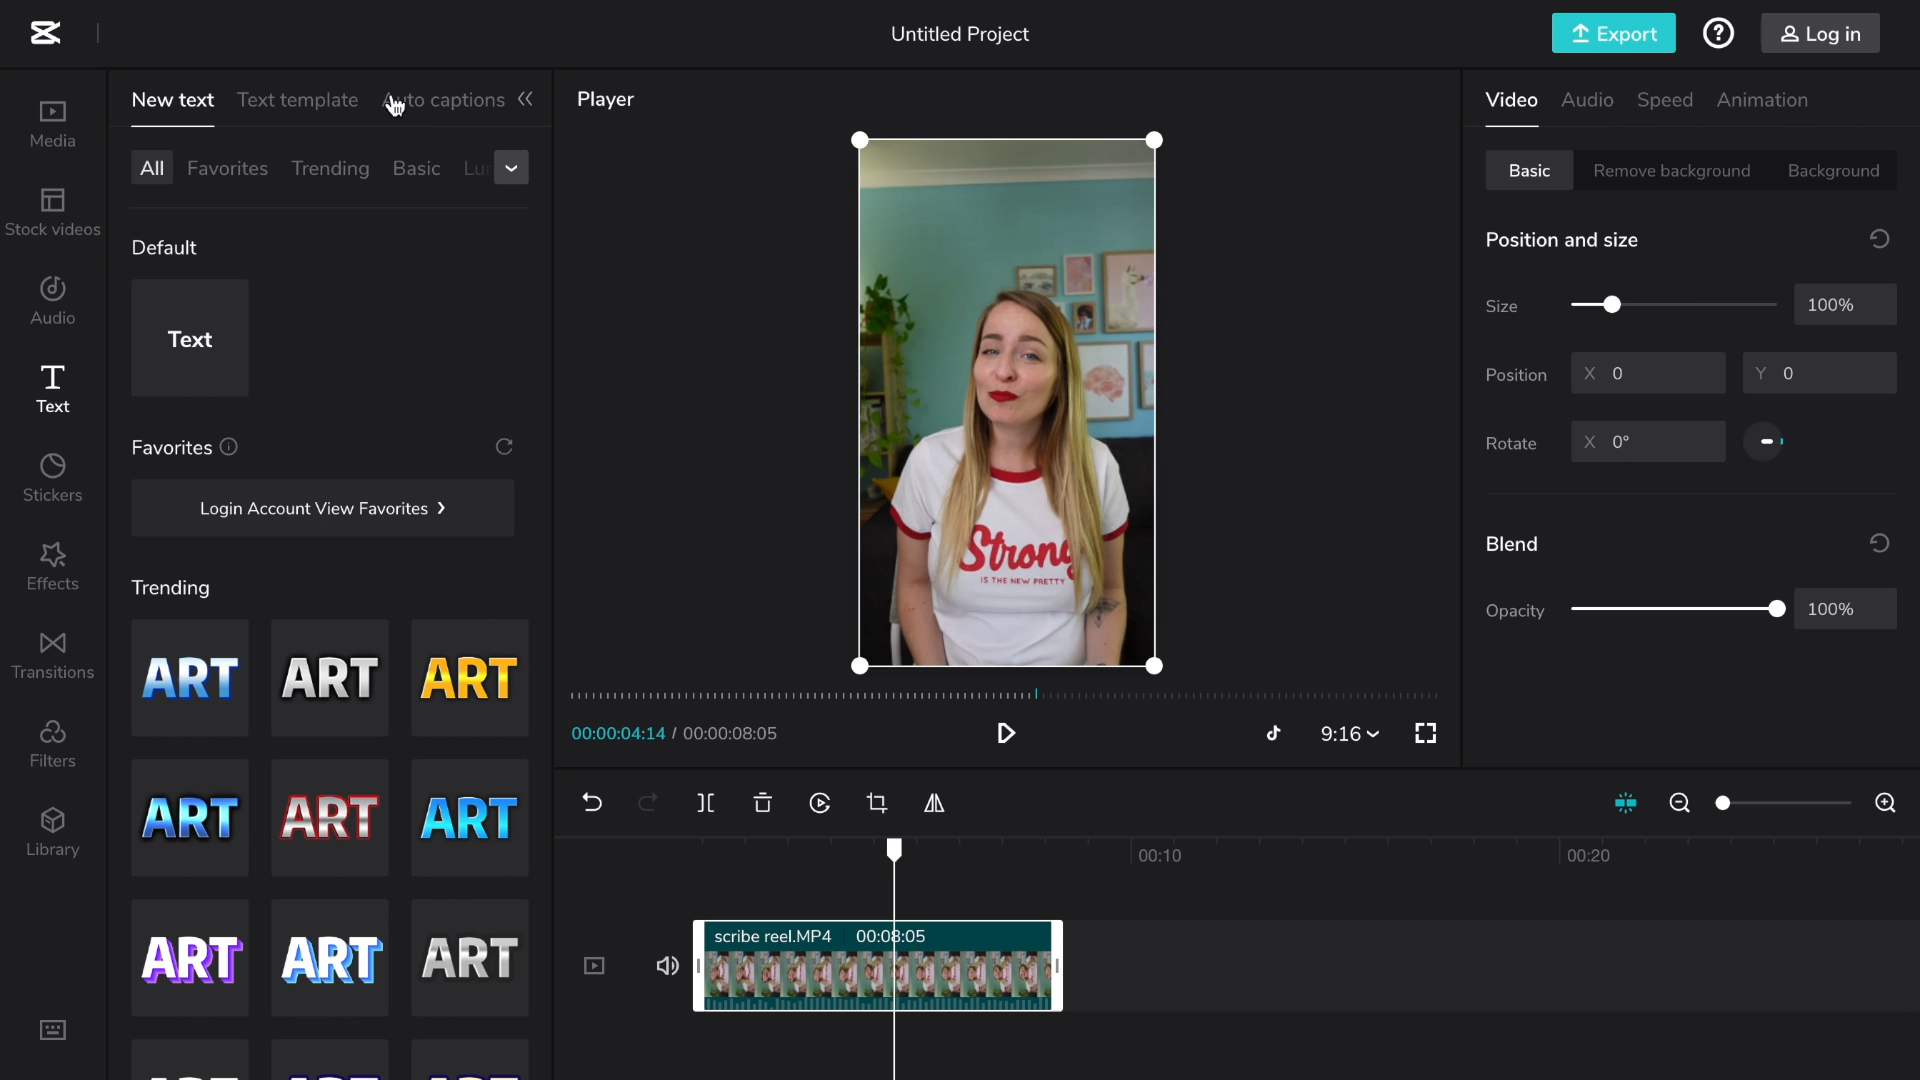 Untitled Project
Export
Log in
Media
Stock videos
Audio
Text
Stickers
Effects
Transitions
Filters
Library
New text
Text template
Auto captions
All
Favorites
Trending
Basic
Default
Text
Favorites
Login Account View Favorites
Trending
ART
ART
ART
ART
ART
ART
ART
ART
ART
Player
Strong
IS THE NEW PRETTY
00:00:04:14 / 00:00:08:05
9:16
Video
Audio
Speed
Animation
Basic
Remove background
Background
Position and size
Size
100%
Position
X 0
Y 0
Rotate
X 0°
Blend
Opacity
100%
00:10
00:20
scribe reel.MP4
00:08:05